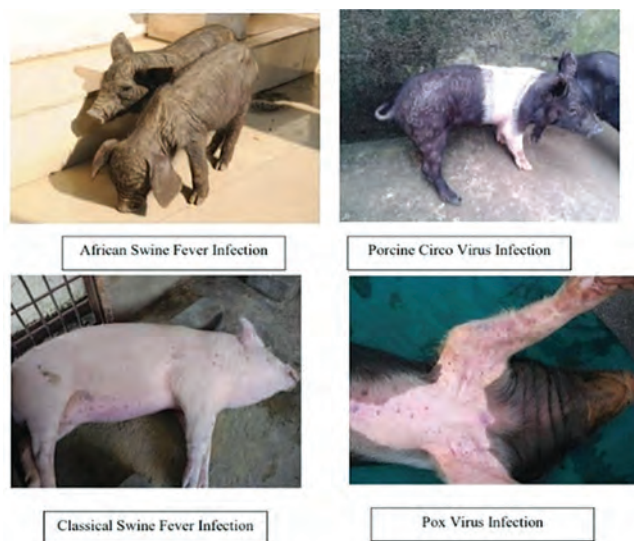 African Swine Fever Infection
Porcine Circo Virus Infection
Classical Swine Fever Infection
Pox Virus Infection